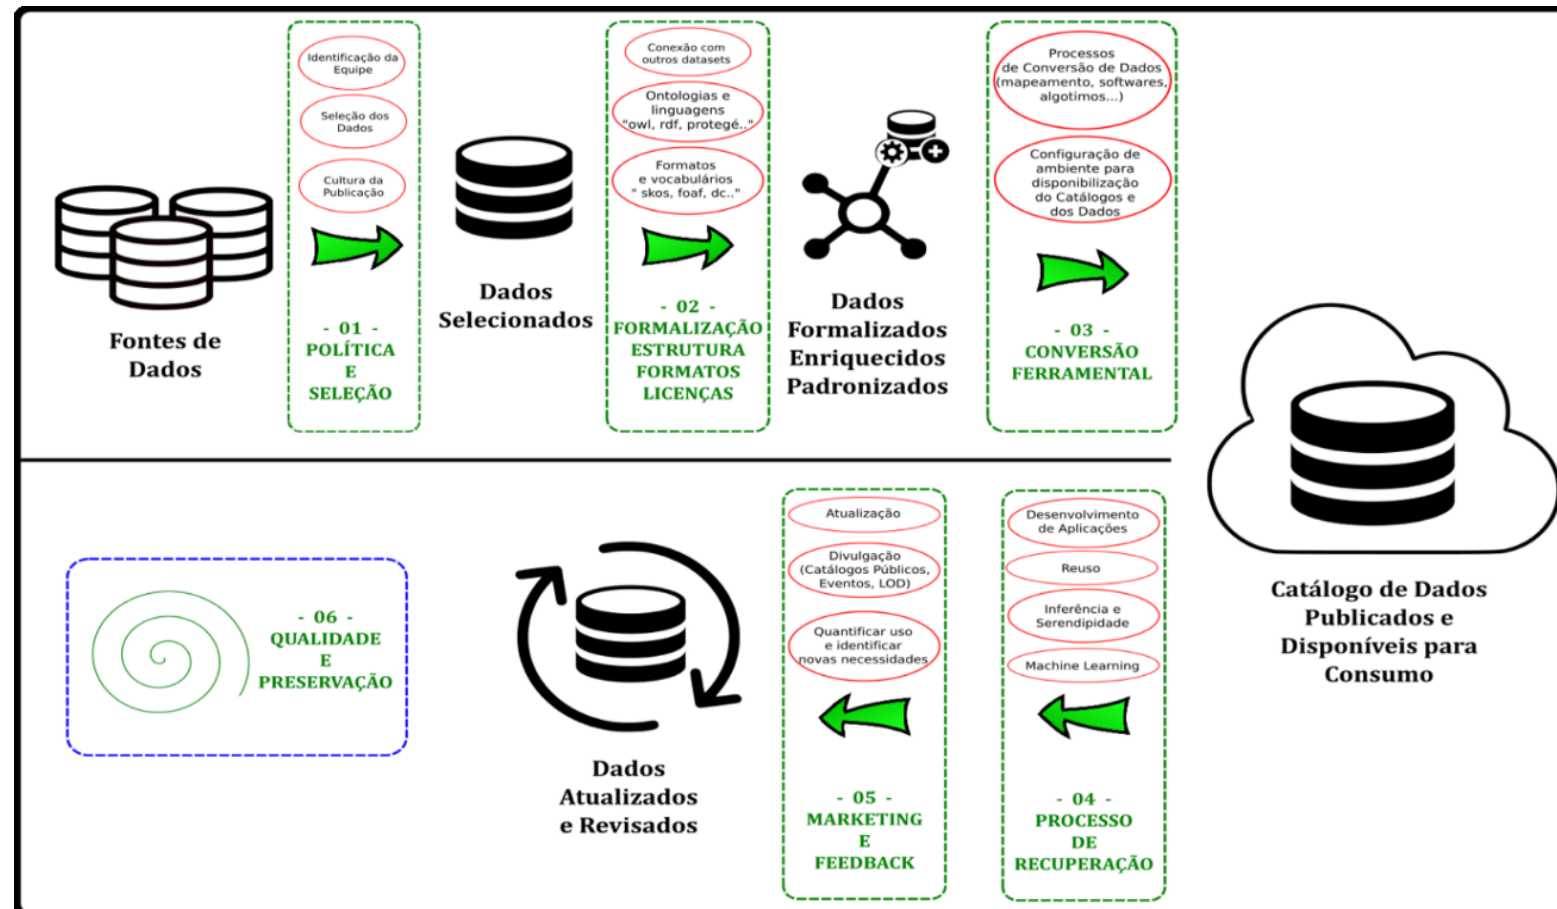 Fontes de
Dados
Identificação da
Equipe
Seleção dos
Dados
Cultura da
Publicação
- 01 -
POLÍTICA
E
SELEÇÃO
Dados
Selecionados
Conexão com
outros datasets
Ontologias e
linguagens
"owl, rdf, protegé.."
Formatos
e vocabulários
" skos, foaf, dc.."
- 02 -
FORMALIZAÇÃO
ESTRUTURA
FORMATOS
LICENÇAS
Dados
Formalizados
Enriquecidos
Padronizados
Processos
de Conversão de Dados
(mapeamento, softwares,
algotimos...)
Configuração de
ambiente para
disponibilização
do Catálogos e
dos Dados
- 03 -
CONVERSÃO
FERRAMENTAL
Catálogo de Dados
Publicados e
Disponíveis para
Consumo
Desenvolvimento
de Aplicações
Reuso
Inferência e
Serendipidade
Machine Learning
- 04 -
PROCESSO
DE
RECUPERAÇÃO
Atualização
Divulgação
(Catálogos Públicos,
Eventos, LOD)
Quantificar uso
e identificar
novas necessidades
- 05 -
MARKETING
E
FEEDBACK
Dados
Atualizados
e Revisados
- 06 -
QUALIDADE
E
PRESERVAÇÃO